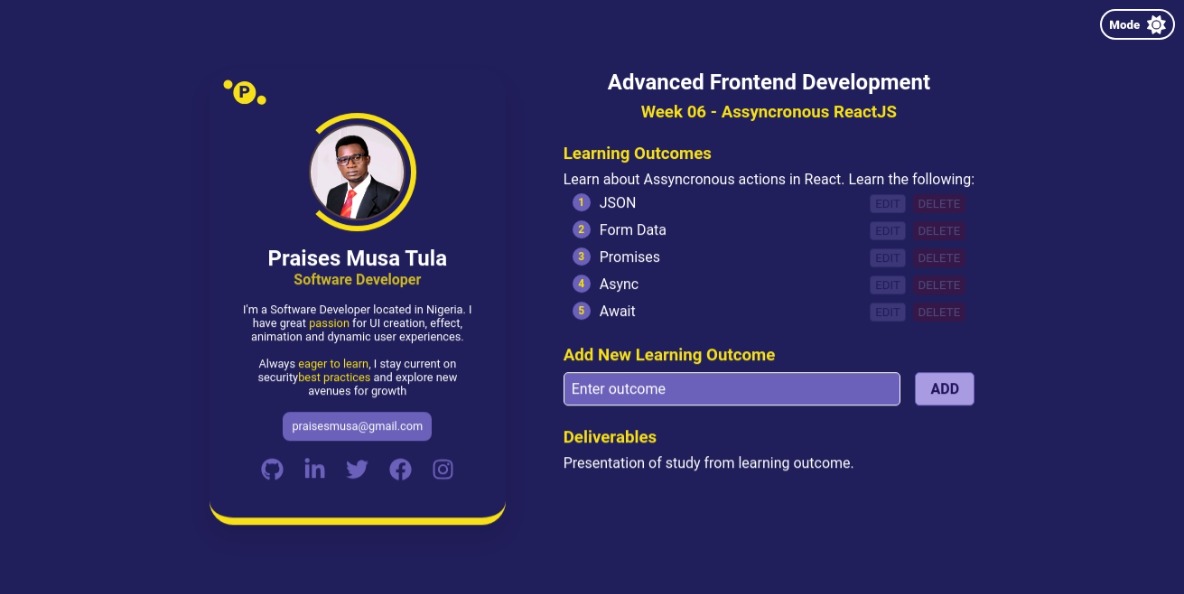 Mode
P
Praises Musa Tula
Software Developer
I'm a Software Developer located in Nigeria. I
have great passion for UI creation, effect,
animation and dynamic user experiences.
Always eager to learn, I stay current on
securitybest practices and explore new
avenues for growth
praisesmusa@gmail.com
Advanced Frontend Development
Week 06 - Assyncronous ReactJS
Learning Outcomes
Learn about Assyncronous actions in React. Learn the following:
1 JSON EDIT DELETE
2 Form Data EDIT DELETE
3 Promises EDIT DELETE
4 Async EDIT DELETE
5 Await EDIT DELETE
Add New Learning Outcome
Enter outcome ADD
Deliverables
Presentation of study from learning outcome.